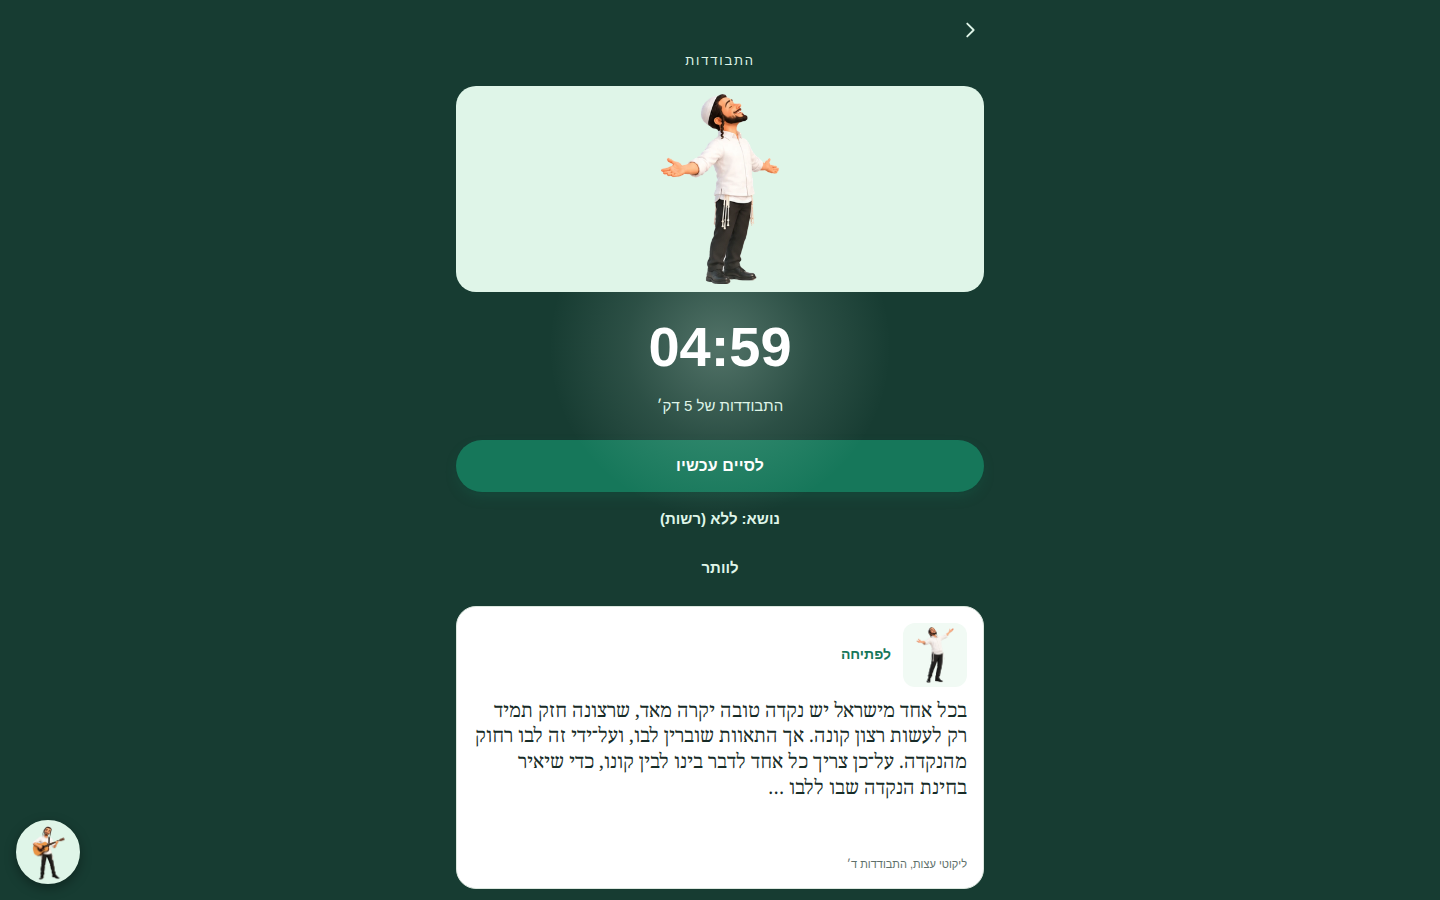 התבודדות
04:59
התבודדות של 5 דק׳
לסיים עכשיו
נושא: ללא (רשות)
לוותר
לפתיחה
בכל אחד מישראל יש נקדה טובה יקרה מאד, שרצונה חזק תמיד
רק לעשות רצון קונה. אך התאוות שוברין לבו, ועל־ידי זה לבו רחוק
מהנקדה. על־כן צריך כל אחד לדבר בינו לבין קונו, כדי שיאיר
בחינת הנקדה שבו ללבו ...
ליקוטי עצות, התבודדות ד׳